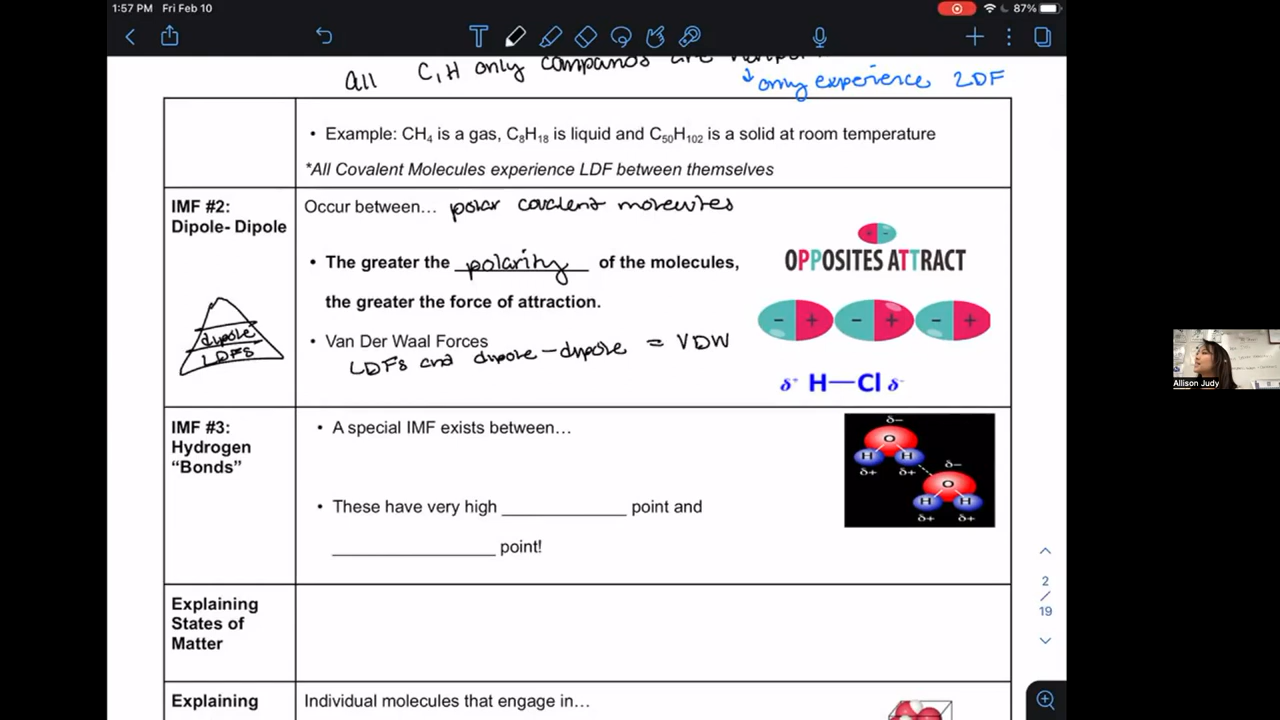 1:57 PM Fri Feb 10
87%
all C,H only compounds are
only experience LDF
• Example: CH₄ is a gas, C₈H₁₈ is liquid and C₅₀H₁₀₂ is a solid at room temperature
*All Covalent Molecules experience LDF between themselves
IMF #2:
Dipole- Dipole
dipole
LDFS
Occur between... polar covalent molecules
• The greater the polarity of the molecules,
the greater the force of attraction.
• Van Der Waal Forces
LDFs and dipole-dipole = VDW
+ -
OPPOSITES ATTRACT
- + - + - +
δ⁺ H—Cl δ⁻
IMF #3:
Hydrogen
“Bonds”
• A special IMF exists between...
• These have very high ____________ point and
________________ point!
δ−
O
H H
δ+ δ+
δ−
O
H H
δ+ δ+
Explaining
States of
Matter
Explaining
Individual molecules that engage in...
2
/
19
Allison Judy